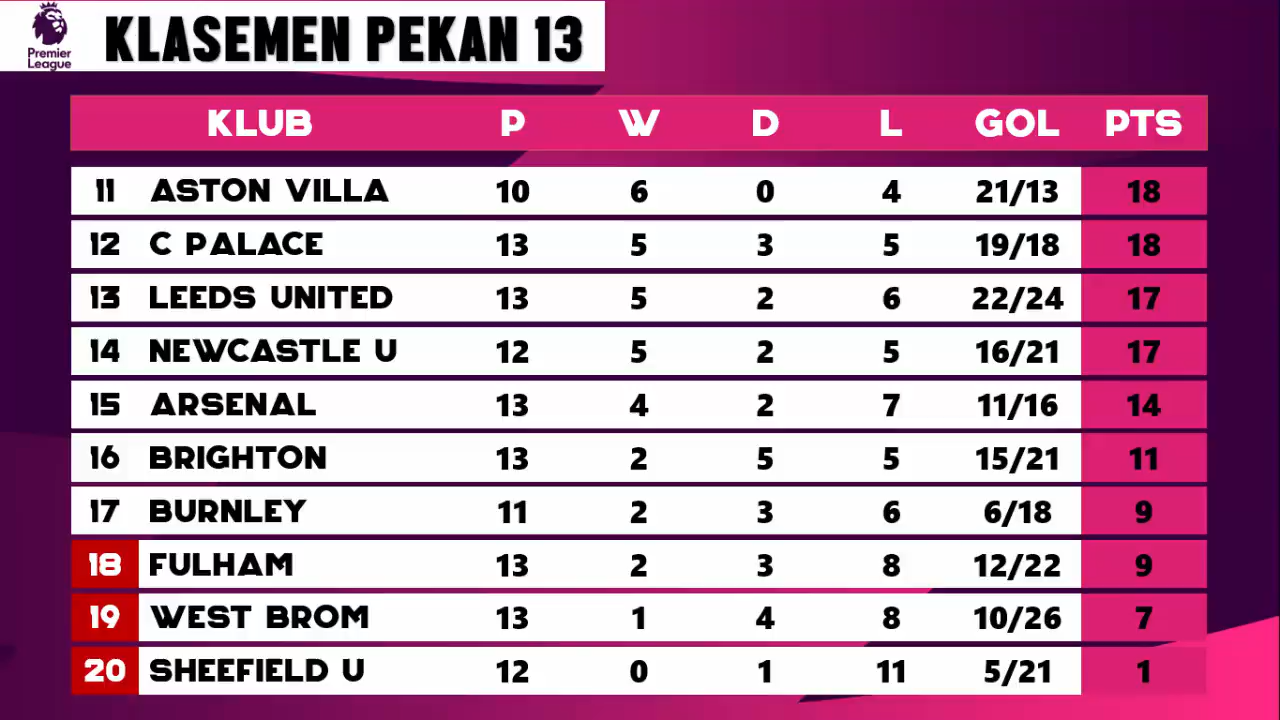 Premier
League
KLASEMEN PEKAN 13
KLUB P W D L GOL PTS
11 ASTON VILLA 10 6 0 4 21/13 18
12 C PALACE 13 5 3 5 19/18 18
13 LEEDS UNITED 13 5 2 6 22/24 17
14 NEWCASTLE U 12 5 2 5 16/21 17
15 ARSENAL 13 4 2 7 11/16 14
16 BRIGHTON 13 2 5 5 15/21 11
17 BURNLEY 11 2 3 6 6/18 9
18 FULHAM 13 2 3 8 12/22 9
19 WEST BROM 13 1 4 8 10/26 7
20 SHEEFIELD U 12 0 1 11 5/21 1